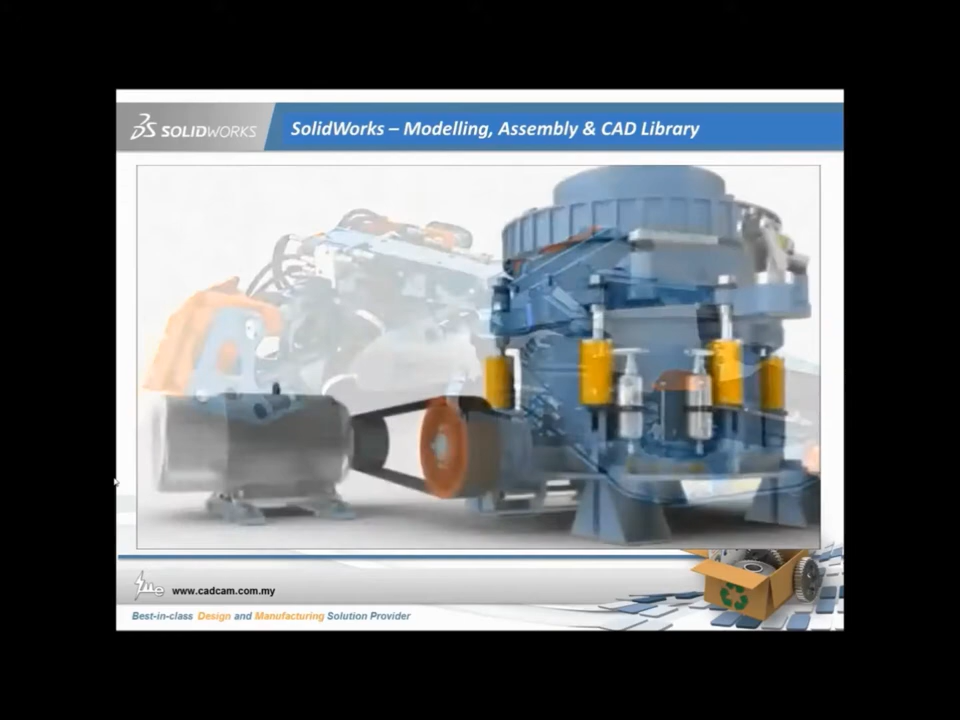 SOLIDWORKS
SolidWorks – Modelling, Assembly & CAD Library
www.cadcam.com.my
Best-in-class Design and Manufacturing Solution Provider